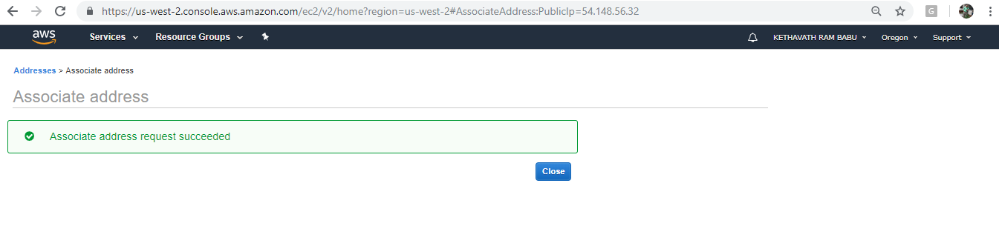 https://us-west-2.console.aws.amazon.com/ec2/v2/home?region=us-west-2#AssociateAddress:PublicIp=54.148.56.32
G
aws Services Resource Groups KETHAVATH RAM BABU Oregon Support
Addresses > Associate address
Associate address
Associate address request succeeded
Close